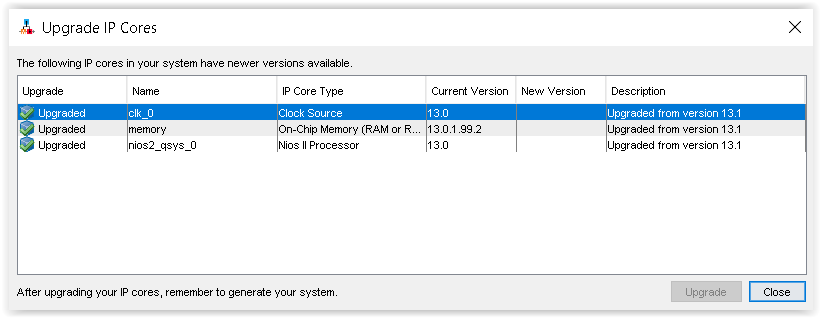 Upgrade IP Cores
The following IP cores in your system have newer versions available.
Upgrade Name IP Core Type Current Version New Version Description
Upgraded clk_0 Clock Source 13.0 Upgraded from version 13.1
Upgraded memory On-Chip Memory (RAM or R... 13.0.1.99.2 Upgraded from version 13.1
Upgraded nios2_qsys_0 Nios II Processor 13.0 Upgraded from version 13.1
After upgrading your IP cores, remember to generate your system. Upgrade Close